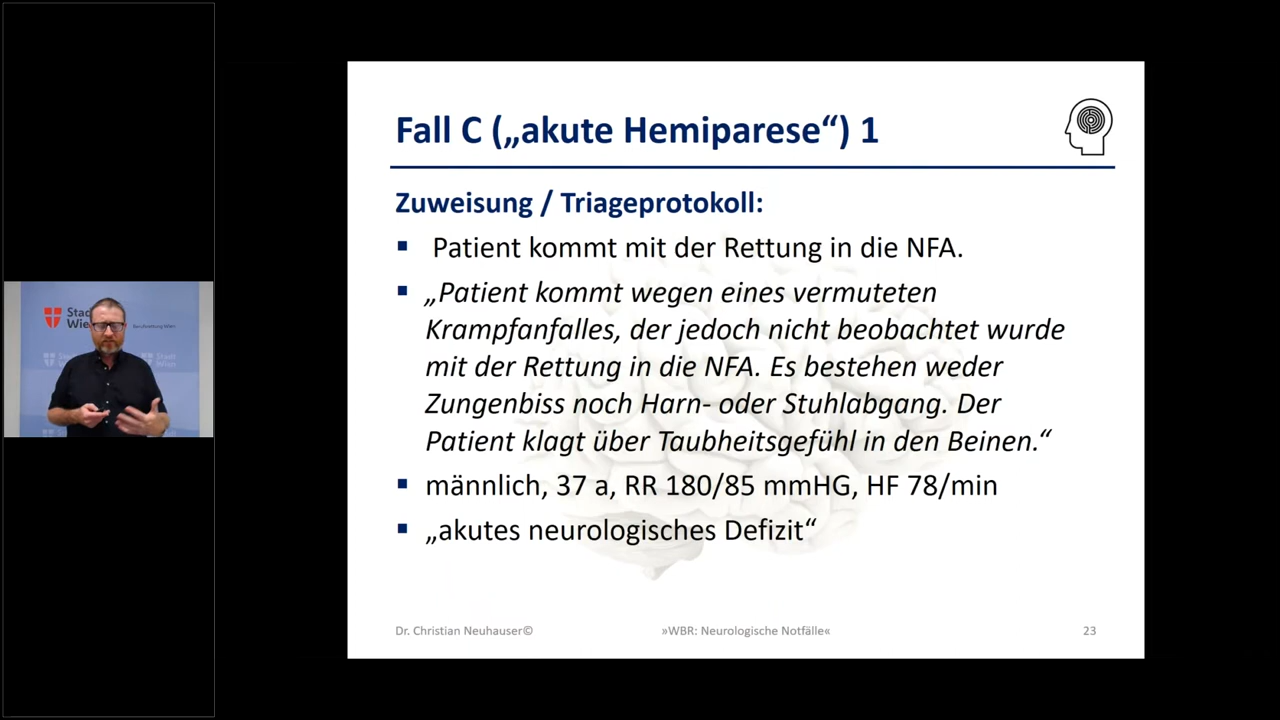 Fall C („akute Hemiparese“) 1
Zuweisung / Triageprotokoll:
▪ Patient kommt mit der Rettung in die NFA.
▪ „Patient kommt wegen eines vermuteten
Krampfanfalles, der jedoch nicht beobachtet wurde
mit der Rettung in die NFA. Es bestehen weder
Zungenbiss noch Harn- oder Stuhlabgang. Der
Patient klagt über Taubheitsgefühl in den Beinen.“
▪ männlich, 37 a, RR 180/85 mmHG, HF 78/min
▪ „akutes neurologisches Defizit“
Dr. Christian Neuhauser© »WBR: Neurologische Notfälle« 23
Wie